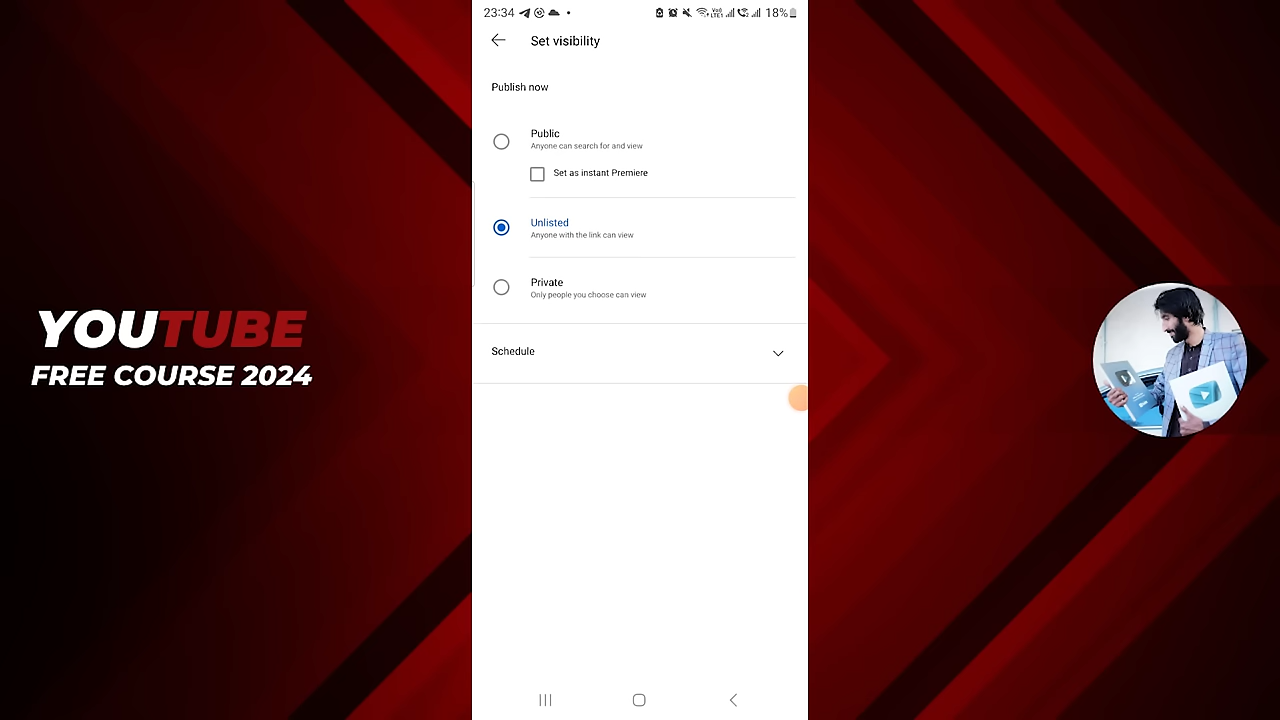 23:34
18%
Set visibility
Publish now
Public
Anyone can search for and view
Set as instant Premiere
Unlisted
Anyone with the link can view
Private
Only people you choose can view
Schedule
YOUTUBE
FREE COURSE 2024